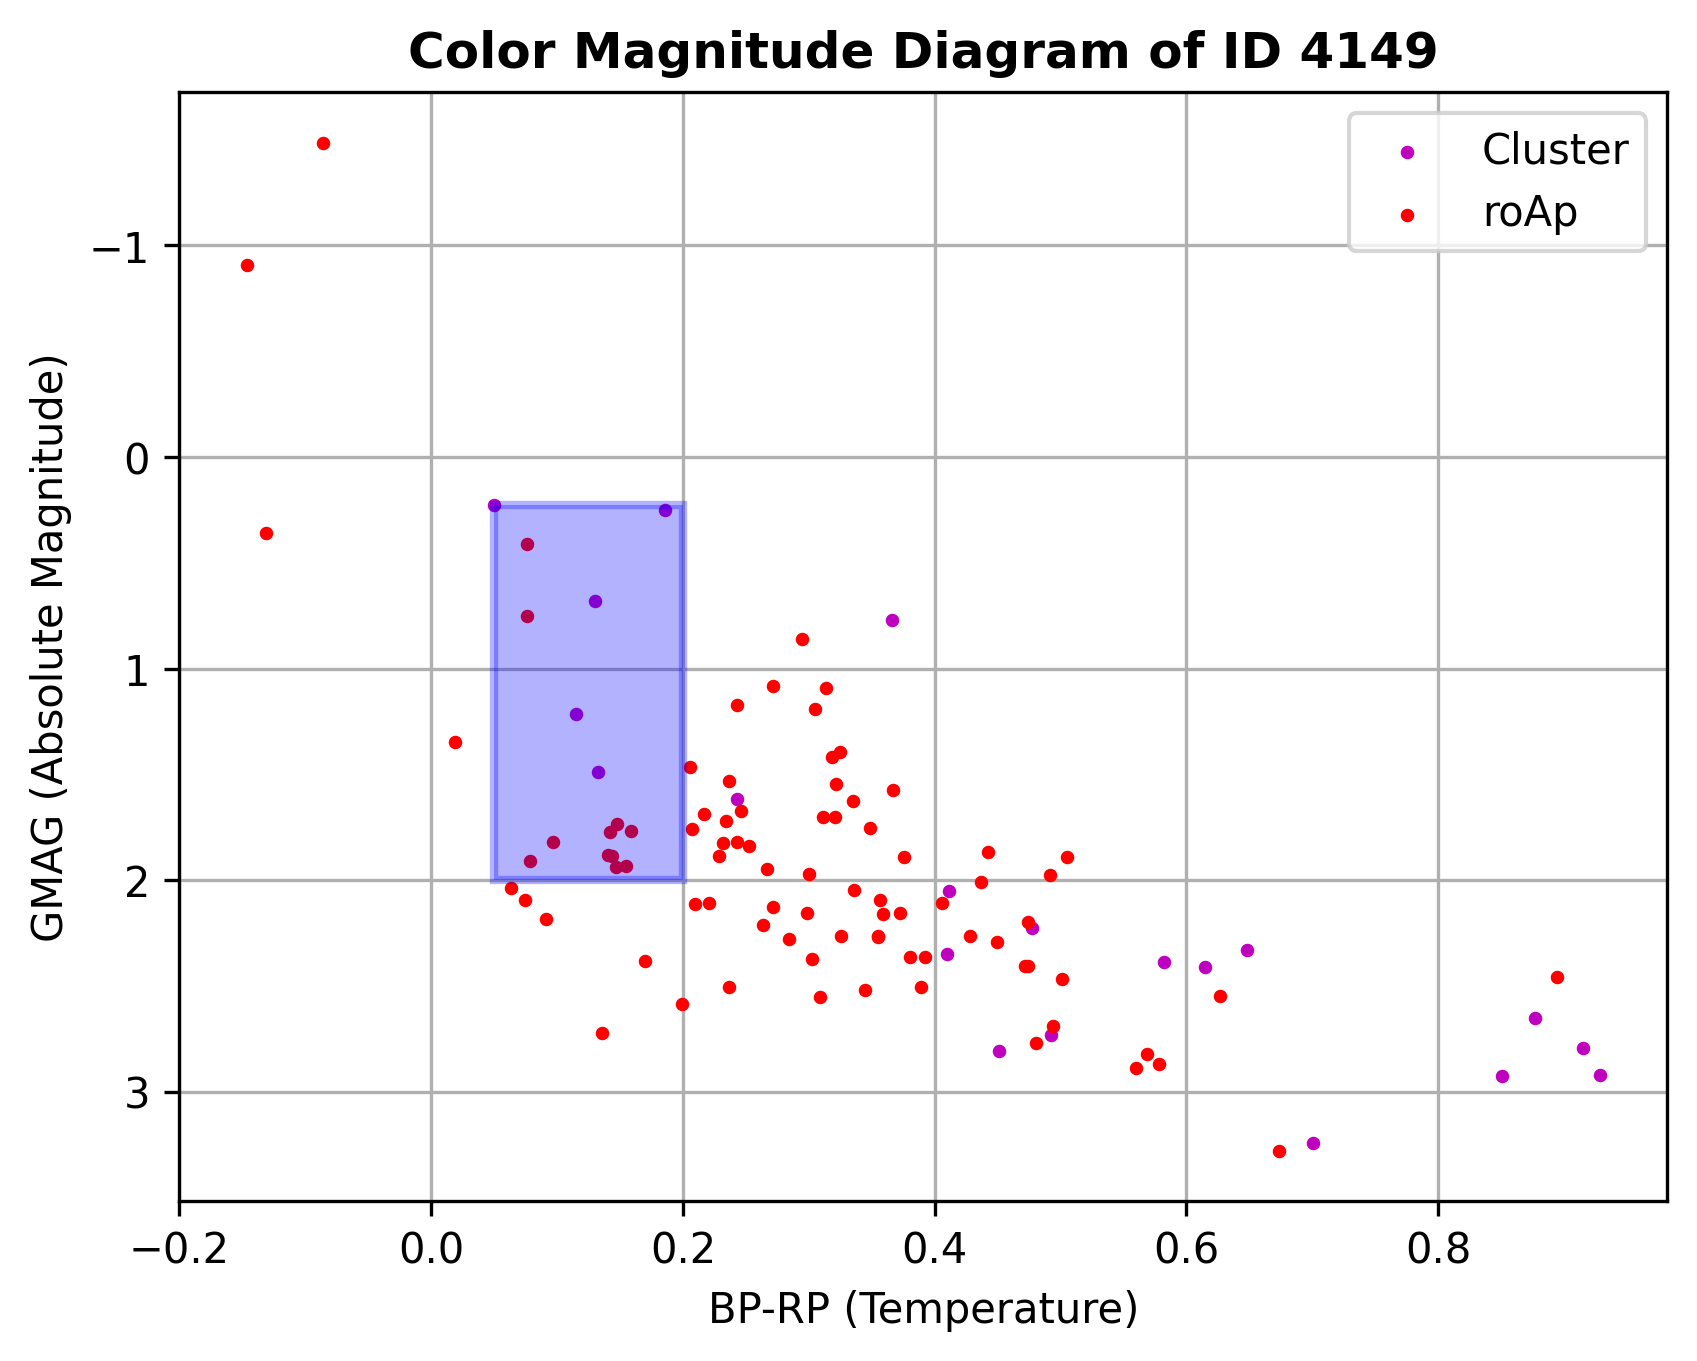 Color Magnitude Diagram of ID 4149
Cluster
roAp
GMAG (Absolute Magnitude)
−1
0
1
2
3
−0.2 0.0 0.2 0.4 0.6 0.8
BP-RP (Temperature)